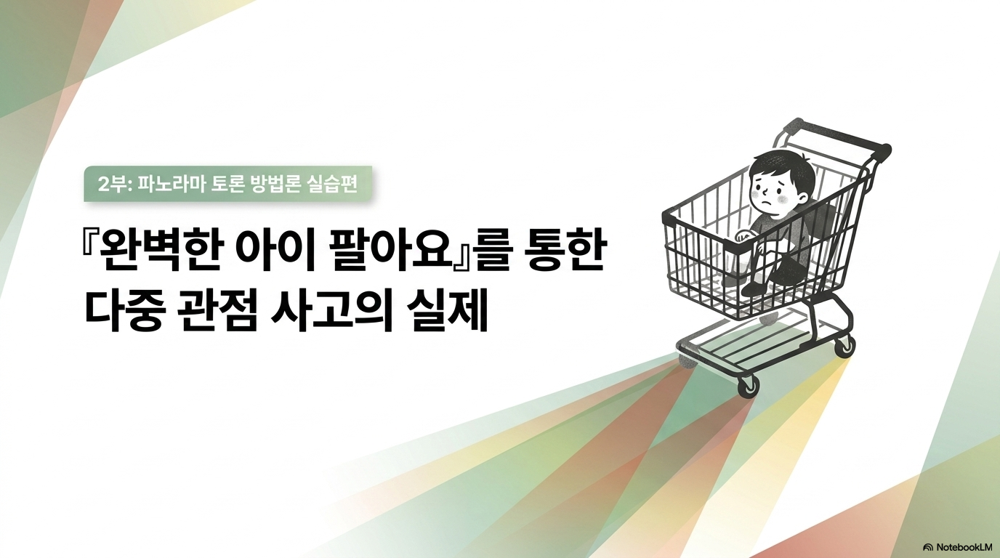 2부: 파노라마 토론 방법론 실습편
『완벽한 아이 팔아요』를 통한
다중 관점 사고의 실제
NotebookLM